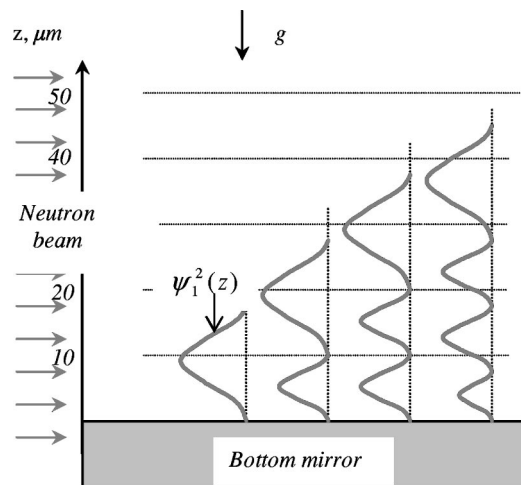 z, μm
g
50
40
Neutron
beam
20
ψ₁²(z)
10
Bottom mirror